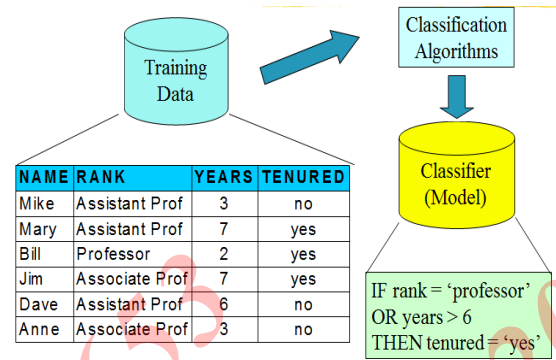 Training
Data
Classification
Algorithms
NAME RANK YEARS TENURED
Mike Assistant Prof 3 no
Mary Assistant Prof 7 yes
Bill Professor 2 yes
Jim Associate Prof 7 yes
Dave Assistant Prof 6 no
Anne Associate Prof 3 no
Classifier
(Model)
IF rank = ‘professor’
OR years > 6
THEN tenured = ‘yes’